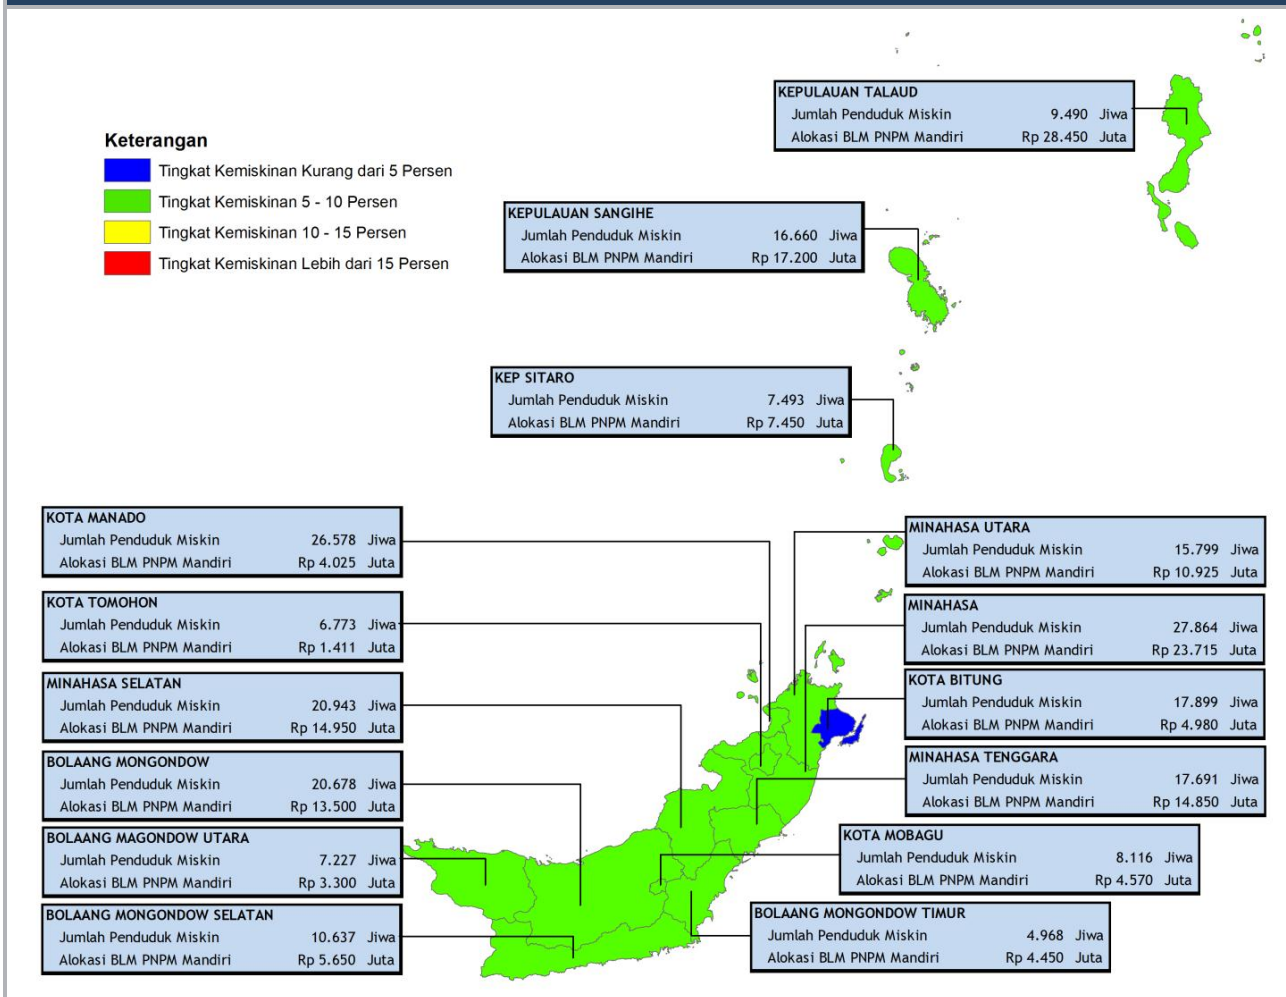 KEPULAUAN TALAUD
Jumlah Penduduk Miskin 9.490 Jiwa
Alokasi BLM PNPM Mandiri Rp 28.450 Juta
Keterangan
Tingkat Kemiskinan Kurang dari 5 Persen
Tingkat Kemiskinan 5 - 10 Persen
Tingkat Kemiskinan 10 - 15 Persen
Tingkat Kemiskinan Lebih dari 15 Persen
KEPULAUAN SANGIHE
Jumlah Penduduk Miskin 16.660 Jiwa
Alokasi BLM PNPM Mandiri Rp 17.200 Juta
KEP SITARO
Jumlah Penduduk Miskin 7.493 Jiwa
Alokasi BLM PNPM Mandiri Rp 7.450 Juta
KOTA MANADO
Jumlah Penduduk Miskin 26.578 Jiwa
Alokasi BLM PNPM Mandiri Rp 4.025 Juta
KOTA TOMOHON
Jumlah Penduduk Miskin 6.773 Jiwa
Alokasi BLM PNPM Mandiri Rp 1.411 Juta
MINAHASA SELATAN
Jumlah Penduduk Miskin 20.943 Jiwa
Alokasi BLM PNPM Mandiri Rp 14.950 Juta
BOLAANG MONGONDOW
Jumlah Penduduk Miskin 20.678 Jiwa
Alokasi BLM PNPM Mandiri Rp 13.500 Juta
BOLAANG MAGONDOW UTARA
Jumlah Penduduk Miskin 7.227 Jiwa
Alokasi BLM PNPM Mandiri Rp 3.300 Juta
BOLAANG MONGONDOW SELATAN
Jumlah Penduduk Miskin 10.637 Jiwa
Alokasi BLM PNPM Mandiri Rp 5.650 Juta
MINAHASA UTARA
Jumlah Penduduk Miskin 15.799 Jiwa
Alokasi BLM PNPM Mandiri Rp 10.925 Juta
MINAHASA
Jumlah Penduduk Miskin 27.864 Jiwa
Alokasi BLM PNPM Mandiri Rp 23.715 Juta
KOTA BITUNG
Jumlah Penduduk Miskin 17.899 Jiwa
Alokasi BLM PNPM Mandiri Rp 4.980 Juta
MINAHASA TENGGARA
Jumlah Penduduk Miskin 17.691 Jiwa
Alokasi BLM PNPM Mandiri Rp 14.850 Juta
KOTA MOBAGU
Jumlah Penduduk Miskin 8.116 Jiwa
Alokasi BLM PNPM Mandiri Rp 4.570 Juta
BOLAANG MONGONDOW TIMUR
Jumlah Penduduk Miskin 4.968 Jiwa
Alokasi BLM PNPM Mandiri Rp 4.450 Juta